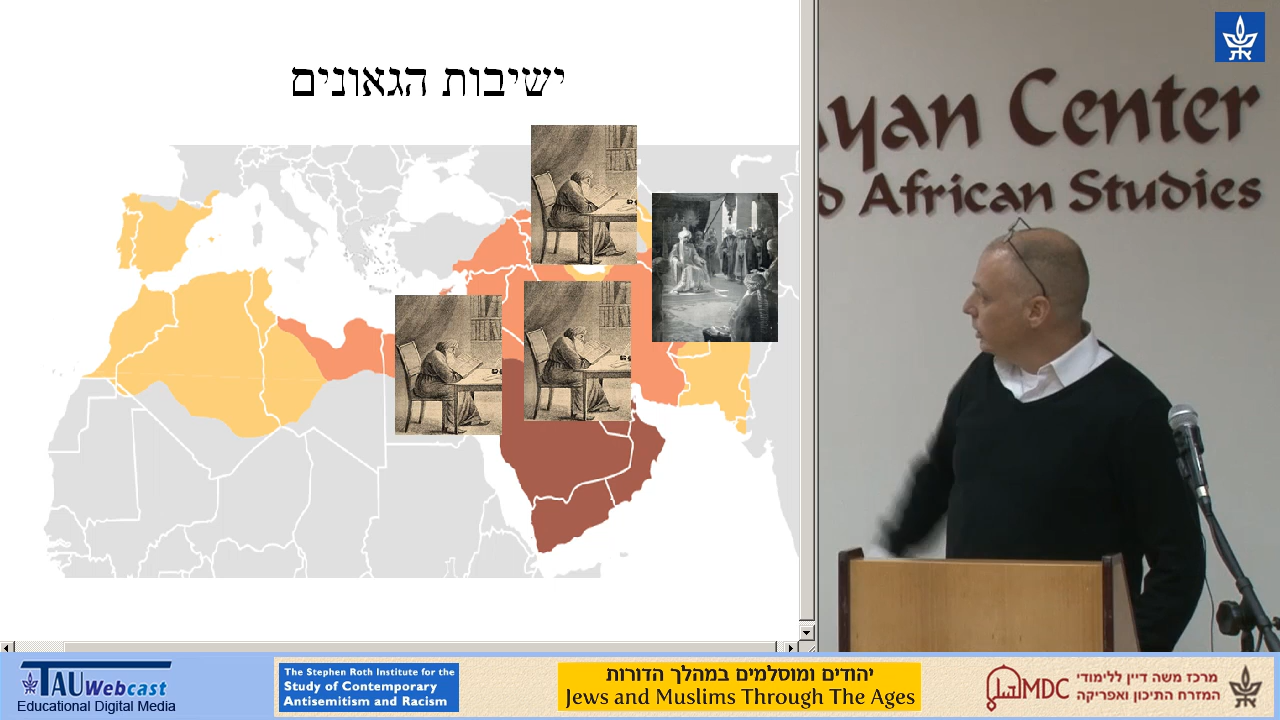 ישיבות הגאונים
yan Center
d African Studies
TAU Webcast
Educational Digital Media
The Stephen Roth Institute for the
Study of Contemporary
Antisemitism and Racism
יהודים ומוסלמים במהלך הדורות
Jews and Muslims Through The Ages
MDC
מרכז משה דיין ללימודי
המזרח התיכון ואפריקה